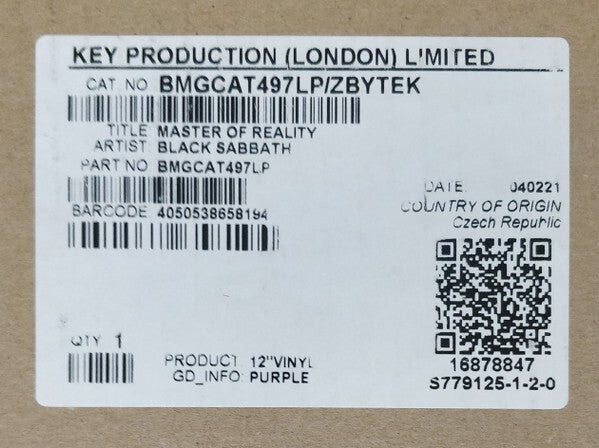 KEY PRODUCTION (LONDON) LIMITED
CAT NO BMGCAT497LP/ZBYTEK
TITLE MASTER OF REALITY
ARTIST: BLACK SABBATH
PART NO BMGCAT497LP
BARCODE 4050538658194
DATE: 040221
COUNTRY OF ORIGIN
Czech Republic
QTY 1
PRODUCT: 12"VINYL
GD_INFO: PURPLE
16878847
S779125-1-2-0